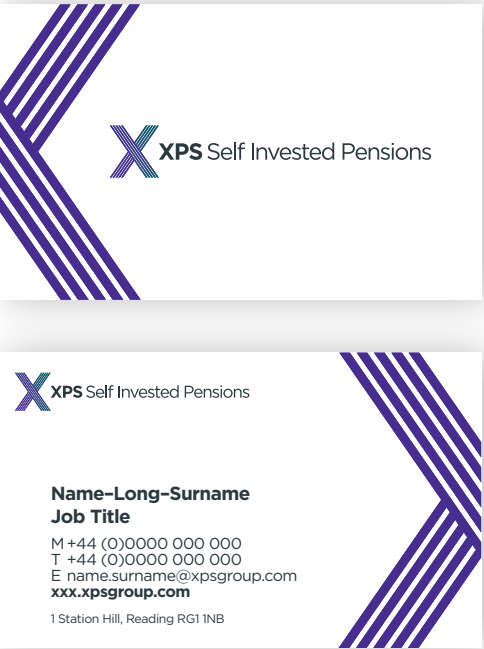 XPS Self Invested Pensions
XPS Self Invested Pensions
Name-Long-Surname
Job Title
M +44 (0)0000 000 000
T +44 (0)0000 000 000
E name.surname@xpsgroup.com
xxx.xpsgroup.com
1 Station Hill, Reading RG1 1NB